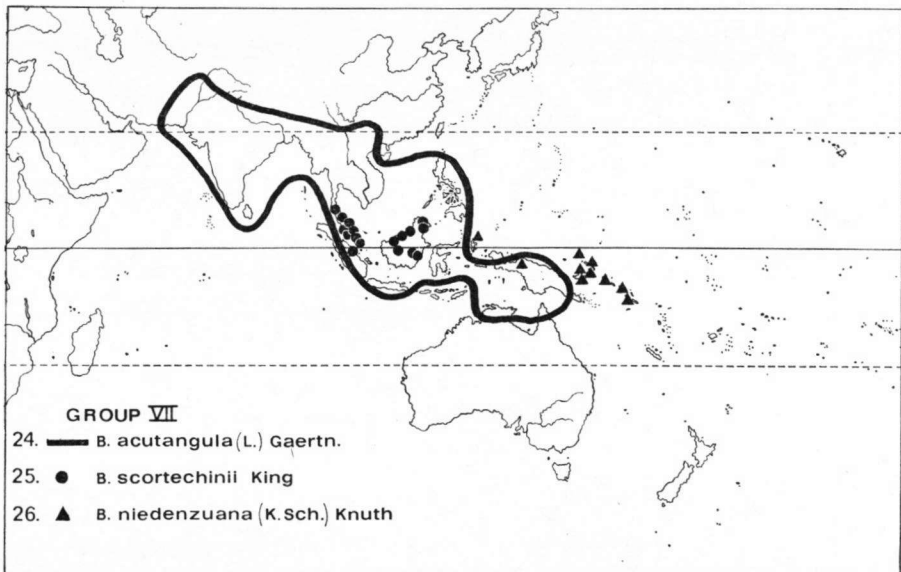 GROUP VII
24. B. acutangula (L.) Gaertn.
25. B. scortechinii King
26. B. niedenzuana (K.Sch.) Knuth